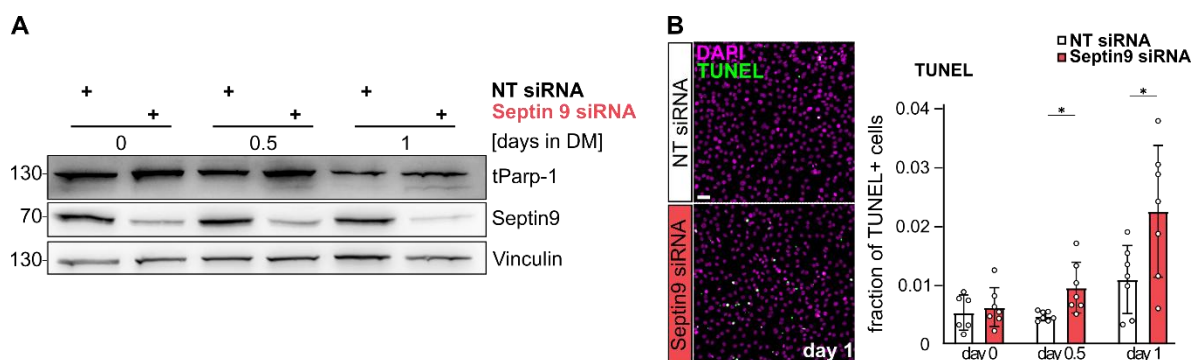 A
+ + + NT siRNA
+ + + Septin 9 siRNA
0 0.5 1 [days in DM]
130 tParp-1
70 Septin9
130 Vinculin
B
NT siRNA
DAPI
TUNEL
Septin9 siRNA
day 1
NT siRNA
Septin9 siRNA
TUNEL
fraction of TUNEL+ cells
0.04
0.03
0.02
0.01
0
*
*
day 0 day 0.5 day 1